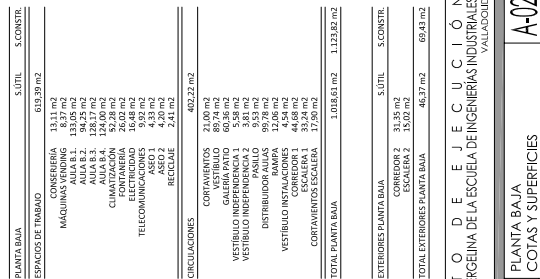 PLANTA BAJA S.ÚTIL S.CONSTR.
ESPACIOS DE TRABAJO 619,39 m2
CONSERJERÍA 13,11 m2
MÁQUINAS VENDING 8,37 m2
AULA B.1. 133,05 m2
AULA B.2. 94,25 m2
AULA B.3. 128,17 m2
AULA B.4. 124,00 m2
CLIMATIZACIÓN 52,28 m2
FONTANERÍA 26,02 m2
ELECTRICIDAD 16,48 m2
TELECOMUNICACIONES 9,92 m2
ASEO 1 4,33 m2
ASEO 2 4,20 m2
RECICLAJE 2,41 m2
CIRCULACIONES 402,22 m2
CORTAVIENTOS 21,00 m2
VESTÍBULO 89,74 m2
GALERÍA PATIO 60,36 m2
VESTÍBULO INDEPENDENCIA 1 5,58 m2
VESTÍBULO INDEPENDENCIA 2 3,81 m2
PASILLO 9,53 m2
DISTRIBUIDOR AULAS 99,78 m2
RAMPA 12,06 m2
VESTÍBULO INSTALACIONES 4,54 m2
CORREDOR 1 44,68 m2
ESCALERA 1 33,24 m2
CORTAVIENTOS ESCALERA 17,90 m2
TOTAL PLANTA BAJA 1.018,61 m2 1.123,82 m2
EXTERIORES PLANTA BAJA S.ÚTIL S.CONSTR.
CORREDOR 2 31,35 m2
ESCALERA 2 15,02 m2
TOTAL EXTERIORES PLANTA BAJA 46,37 m2 69,43 m2
O DE EJECUCIÓN
ERGELINA DE LA ESCUELA DE INGENIERÍAS INDUSTRIALES
VALLADOLID
PLANTA BAJA
COTAS Y SUPERFICIES
A-02